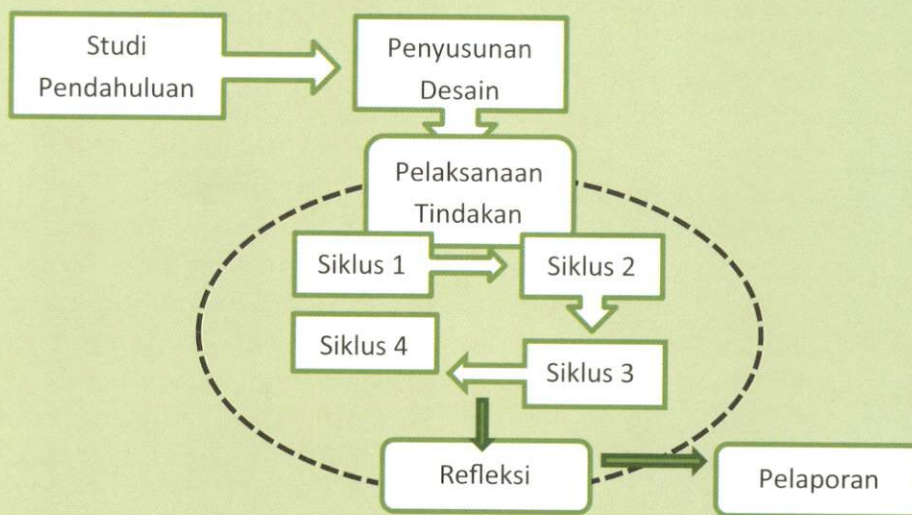 Studi
Pendahuluan
Penyusunan
Desain
Pelaksanaan
Tindakan
Siklus 1
Siklus 2
Siklus 4
Siklus 3
Refleksi
Pelaporan